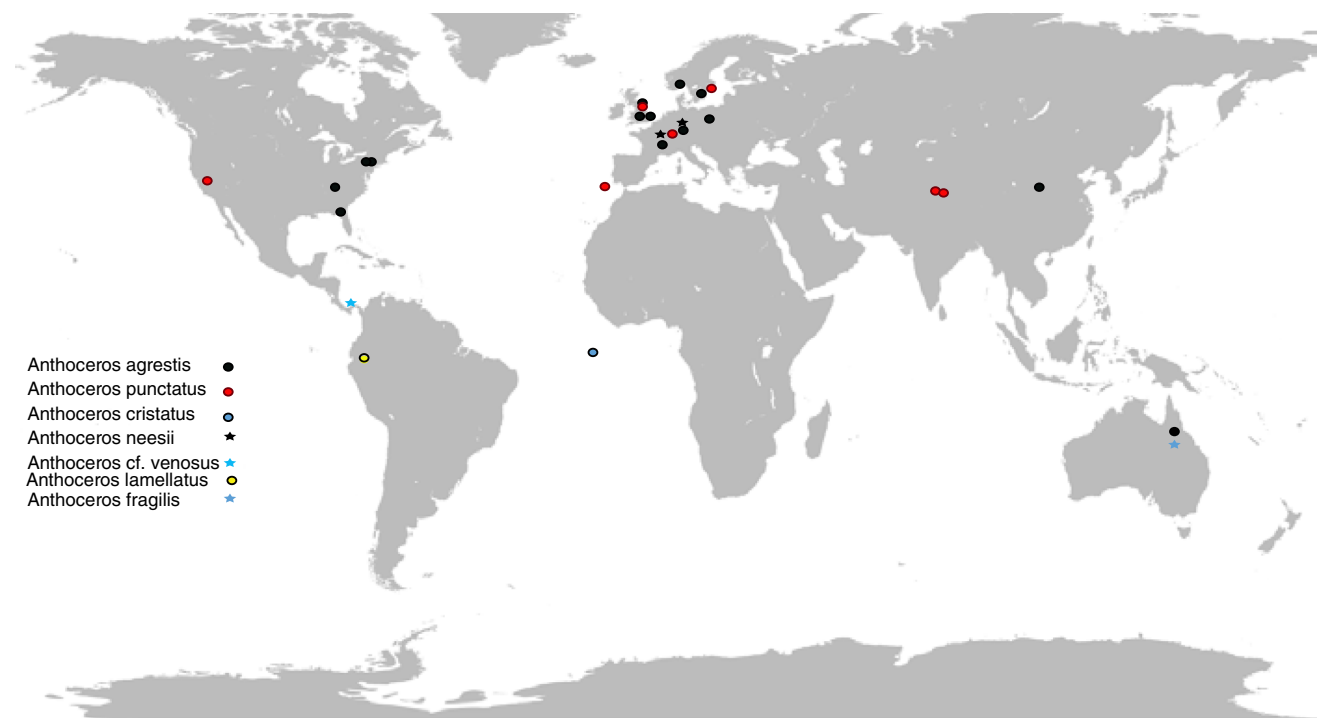 Anthoceros agrestis
Anthoceros punctatus
Anthoceros cristatus
Anthoceros neesii
Anthoceros cf. venosus
Anthoceros lamellatus
Anthoceros fragilis